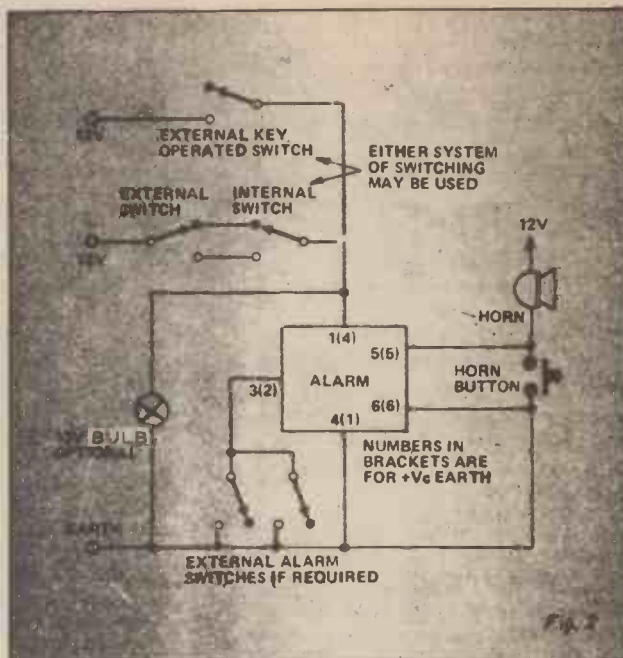 12V
EXTERNAL KEY
OPERATED SWITCH
EITHER SYSTEM
OF SWITCHING
MAY BE USED
EXTERNAL
SWITCH
INTERNAL
SWITCH
12V
12V
HORN
1(4)
5(5)
3(2)
ALARM
HORN
BUTTON
6(6)
4(1)
12V BULB
OPTIONAL
NUMBERS IN
BRACKETS ARE
FOR +Ve EARTH
EARTH
EXTERNAL ALARM
SWITCHES IF REQUIRED
Fig. 2